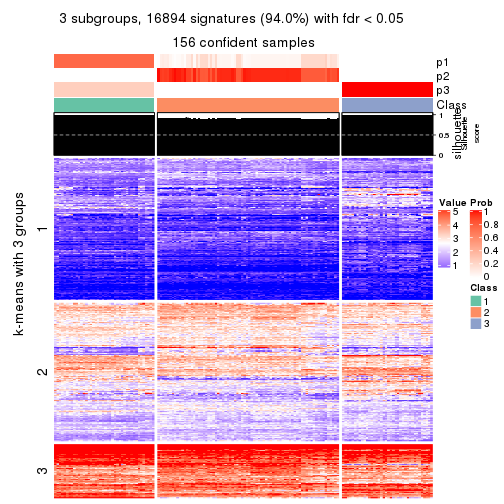 3 subgroups, 16894 signatures (94.0%) with fdr < 0.05
156 confident samples
p1
p2
p3
Class
1
0.5
0
silhouette
Silhouette
score
k-means with 3 groups
1
2
3
Value
5
4
3
2
1
Prob
1
0.8
0.6
0.4
0.2
0
Class
1
2
3